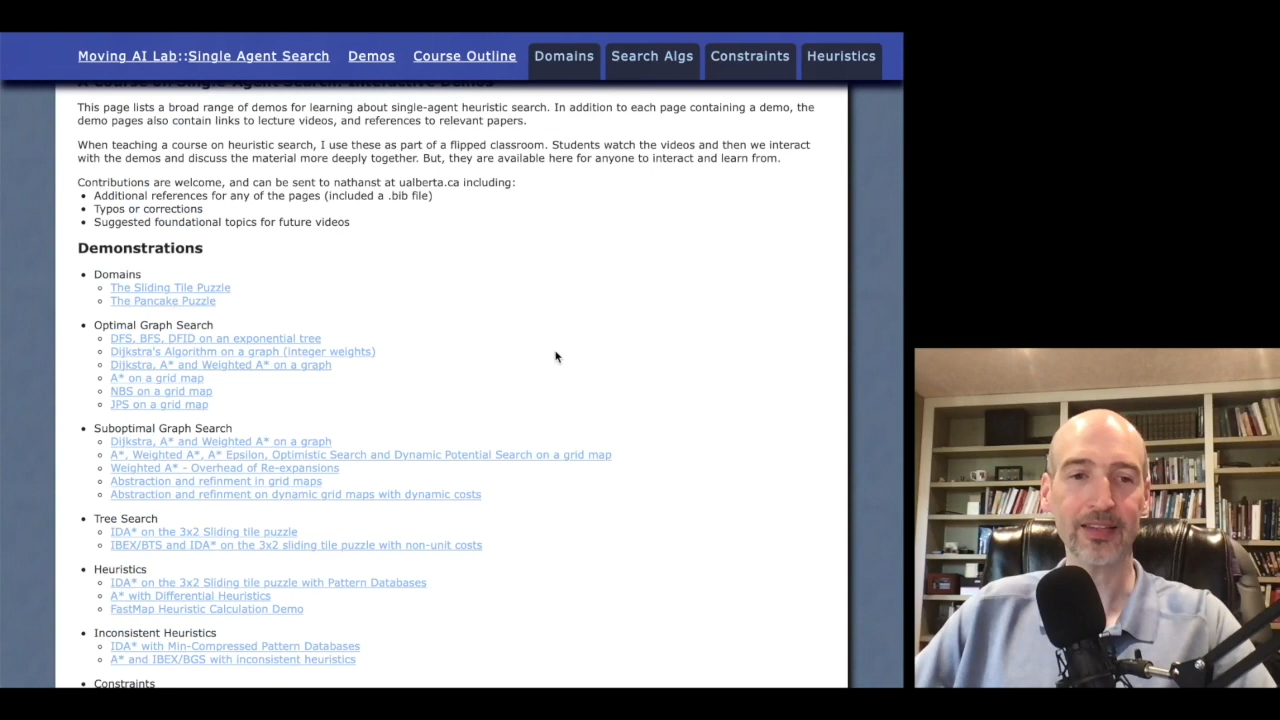 Moving AI Lab::Single Agent Search Demos Course Outline Domains Search Algs Constraints Heuristics
A Course on Single-Agent Search: Interactive Demos
This page lists a broad range of demos for learning about single-agent heuristic search. In addition to each page containing a demo, the
demo pages also contain links to lecture videos, and references to relevant papers.
When teaching a course on heuristic search, I use these as part of a flipped classroom. Students watch the videos and then we interact
with the demos and discuss the material more deeply together. But, they are available here for anyone to interact and learn from.
Contributions are welcome, and can be sent to nathanst at ualberta.ca including:
Additional references for any of the pages (included a .bib file)
Typos or corrections
Suggested foundational topics for future videos
Demonstrations
Domains
The Sliding Tile Puzzle
The Pancake Puzzle
Optimal Graph Search
DFS, BFS, DFID on an exponential tree
Dijkstra's Algorithm on a graph (integer weights)
Dijkstra, A* and Weighted A* on a graph
A* on a grid map
NBS on a grid map
JPS on a grid map
Suboptimal Graph Search
Dijkstra, A* and Weighted A* on a graph
A*, Weighted A*, A* Epsilon, Optimistic Search and Dynamic Potential Search on a grid map
Weighted A* - Overhead of Re-expansions
Abstraction and refinment in grid maps
Abstraction and refinment on dynamic grid maps with dynamic costs
Tree Search
IDA* on the 3x2 Sliding tile puzzle
IBEX/BTS and IDA* on the 3x2 sliding tile puzzle with non-unit costs
Heuristics
IDA* on the 3x2 Sliding tile puzzle with Pattern Databases
A* with Differential Heuristics
FastMap Heuristic Calculation Demo
Inconsistent Heuristics
IDA* with Min-Compressed Pattern Databases
A* and IBEX/BGS with inconsistent heuristics
Constraints